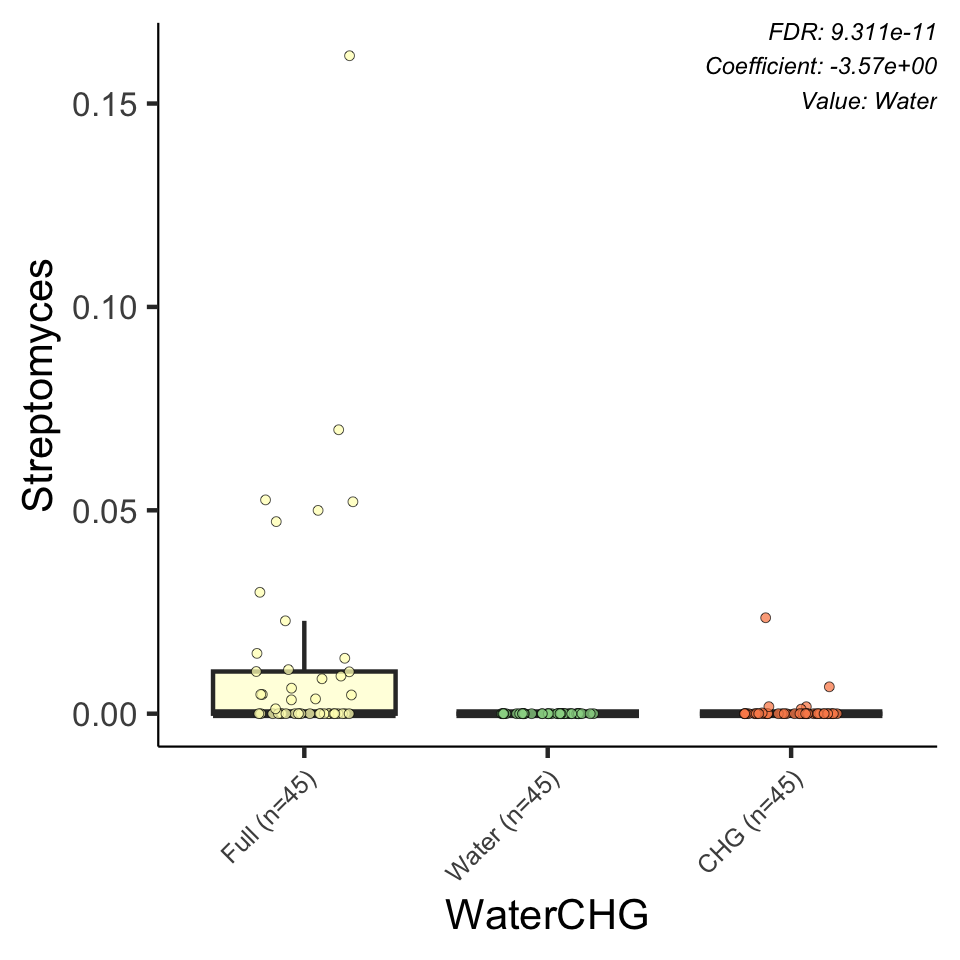 FDR: 9.311e-11
Coefficient: -3.57e+00
Value: Water
0.15
0.10
0.05
0.00
Streptomyces
Full (n=45)
Water (n=45)
CHG (n=45)
WaterCHG